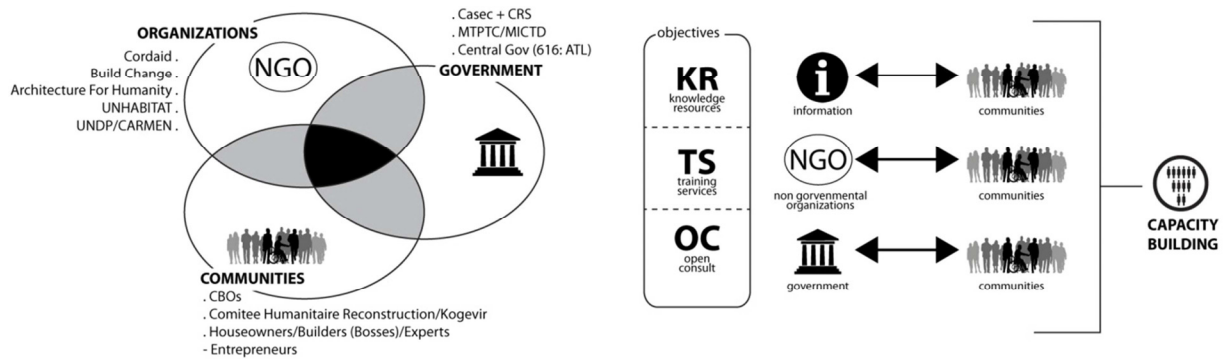 ORGANIZATIONS
Cordaid .
Build Change .
Architecture For Humanity .
UNHABITAT .
UNDP/CARMEN .
NGO
. Casec + CRS
. MTPTC/MICTD
. Central Gov (616: ATL)
GOVERNMENT
COMMUNITIES
. CBOs
. Comitee Humanitaire Reconstruction/Kogevir
. Houseowners/Builders (Bosses)/Experts
- Entrepreneurs
objectives
KR
knowledge
resources
TS
training
services
OC
open
consult
i
information
communities
NGO
non gorvenmental
organizations
communities
government
communities
CAPACITY
BUILDING